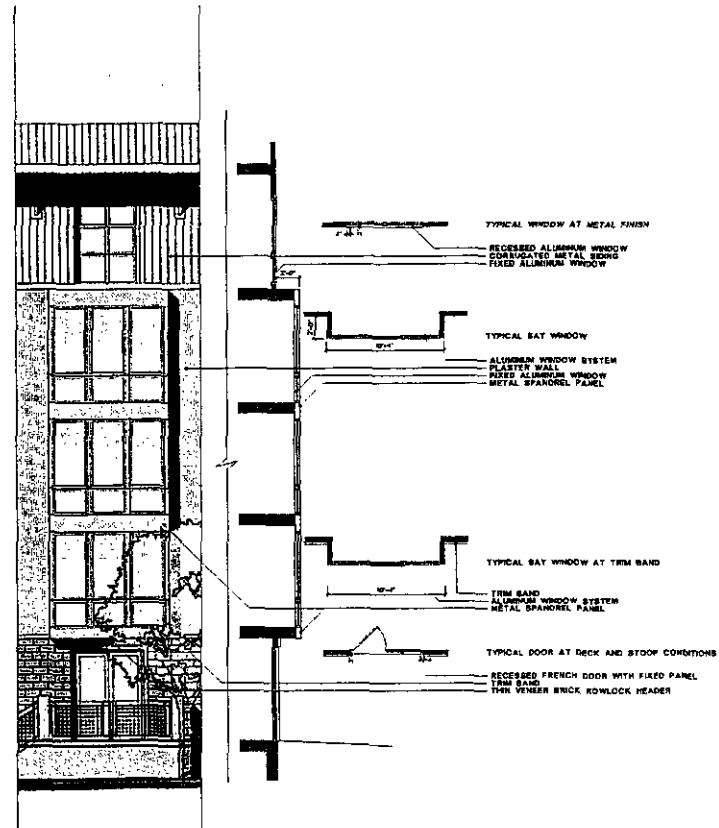 TYPICAL WINDOW AT METAL FINISH
RECESSED ALUMINUM WINDOW
CORRUGATED METAL SIDING
FIXED ALUMINUM WINDOW
TYPICAL BAY WINDOW
ALUMINUM WINDOW SYSTEM
PLASTER WALL
FIXED ALUMINUM WINDOW
METAL SPANDREL PANEL
TYPICAL BAY WINDOW AT TRIM BAND
TRIM BAND
ALUMINUM WINDOW SYSTEM
METAL SPANDREL PANEL
TYPICAL DOOR AT DECK AND STOOP CONDITIONS
RECESSED FRENCH DOOR WITH FIXED PANEL
TRIM BAND
THIN VENEER BRICK ROWLOCK HEADER